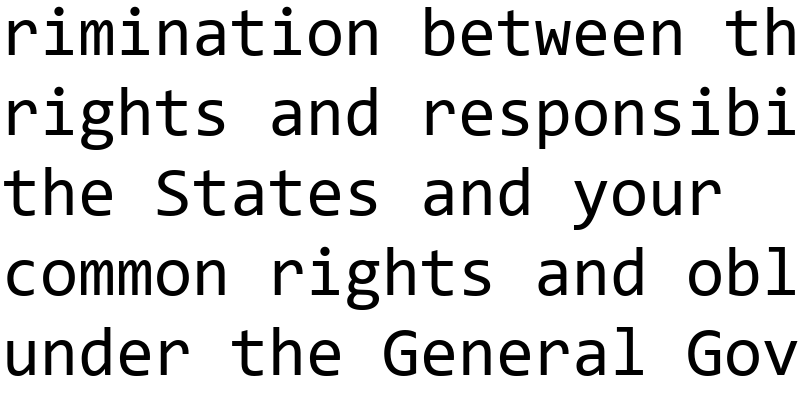 rimination between th
rights and responsibi
the States and your
common rights and obl
under the General Gov